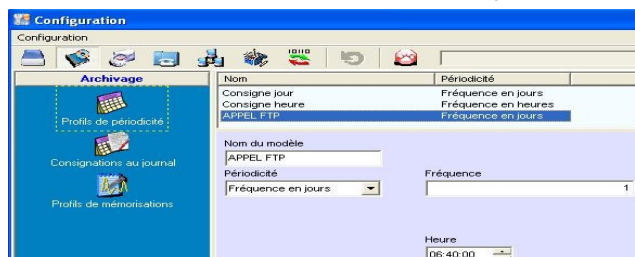 Configuration
Configuration
10110
Archivage
Profils de périodicité
Consignations au journal
Profils de mémorisations
Nom Périodicité
Consigne jour Fréquence en jours
Consigne heure Fréquence en heures
APPEL FTP Fréquence en jours
Nom du modèle
APPEL FTP
Périodicité Fréquence
Fréquence en jours 1
Heure
06:40:00